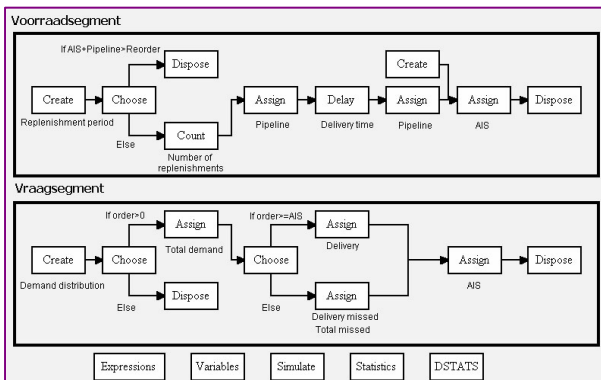 Voorraadsegment
If AIS+Pipeline>Reorder
Dispose
Create
Create
Choose
Assign
Delay
Assign
Assign
Dispose
Replenishment period
Else
Count
Pipeline
Delivery time
Pipeline
AIS
Number of
replenishments
Vraagsegment
If order>0
Assign
If order>=AIS
Assign
Total demand
Delivery
Create
Choose
Choose
Assign
Dispose
Demand distribution
Else
Dispose
Else
Assign
AIS
Delivery missed
Total missed
Expressions
Variables
Simulate
Statistics
DSTATS